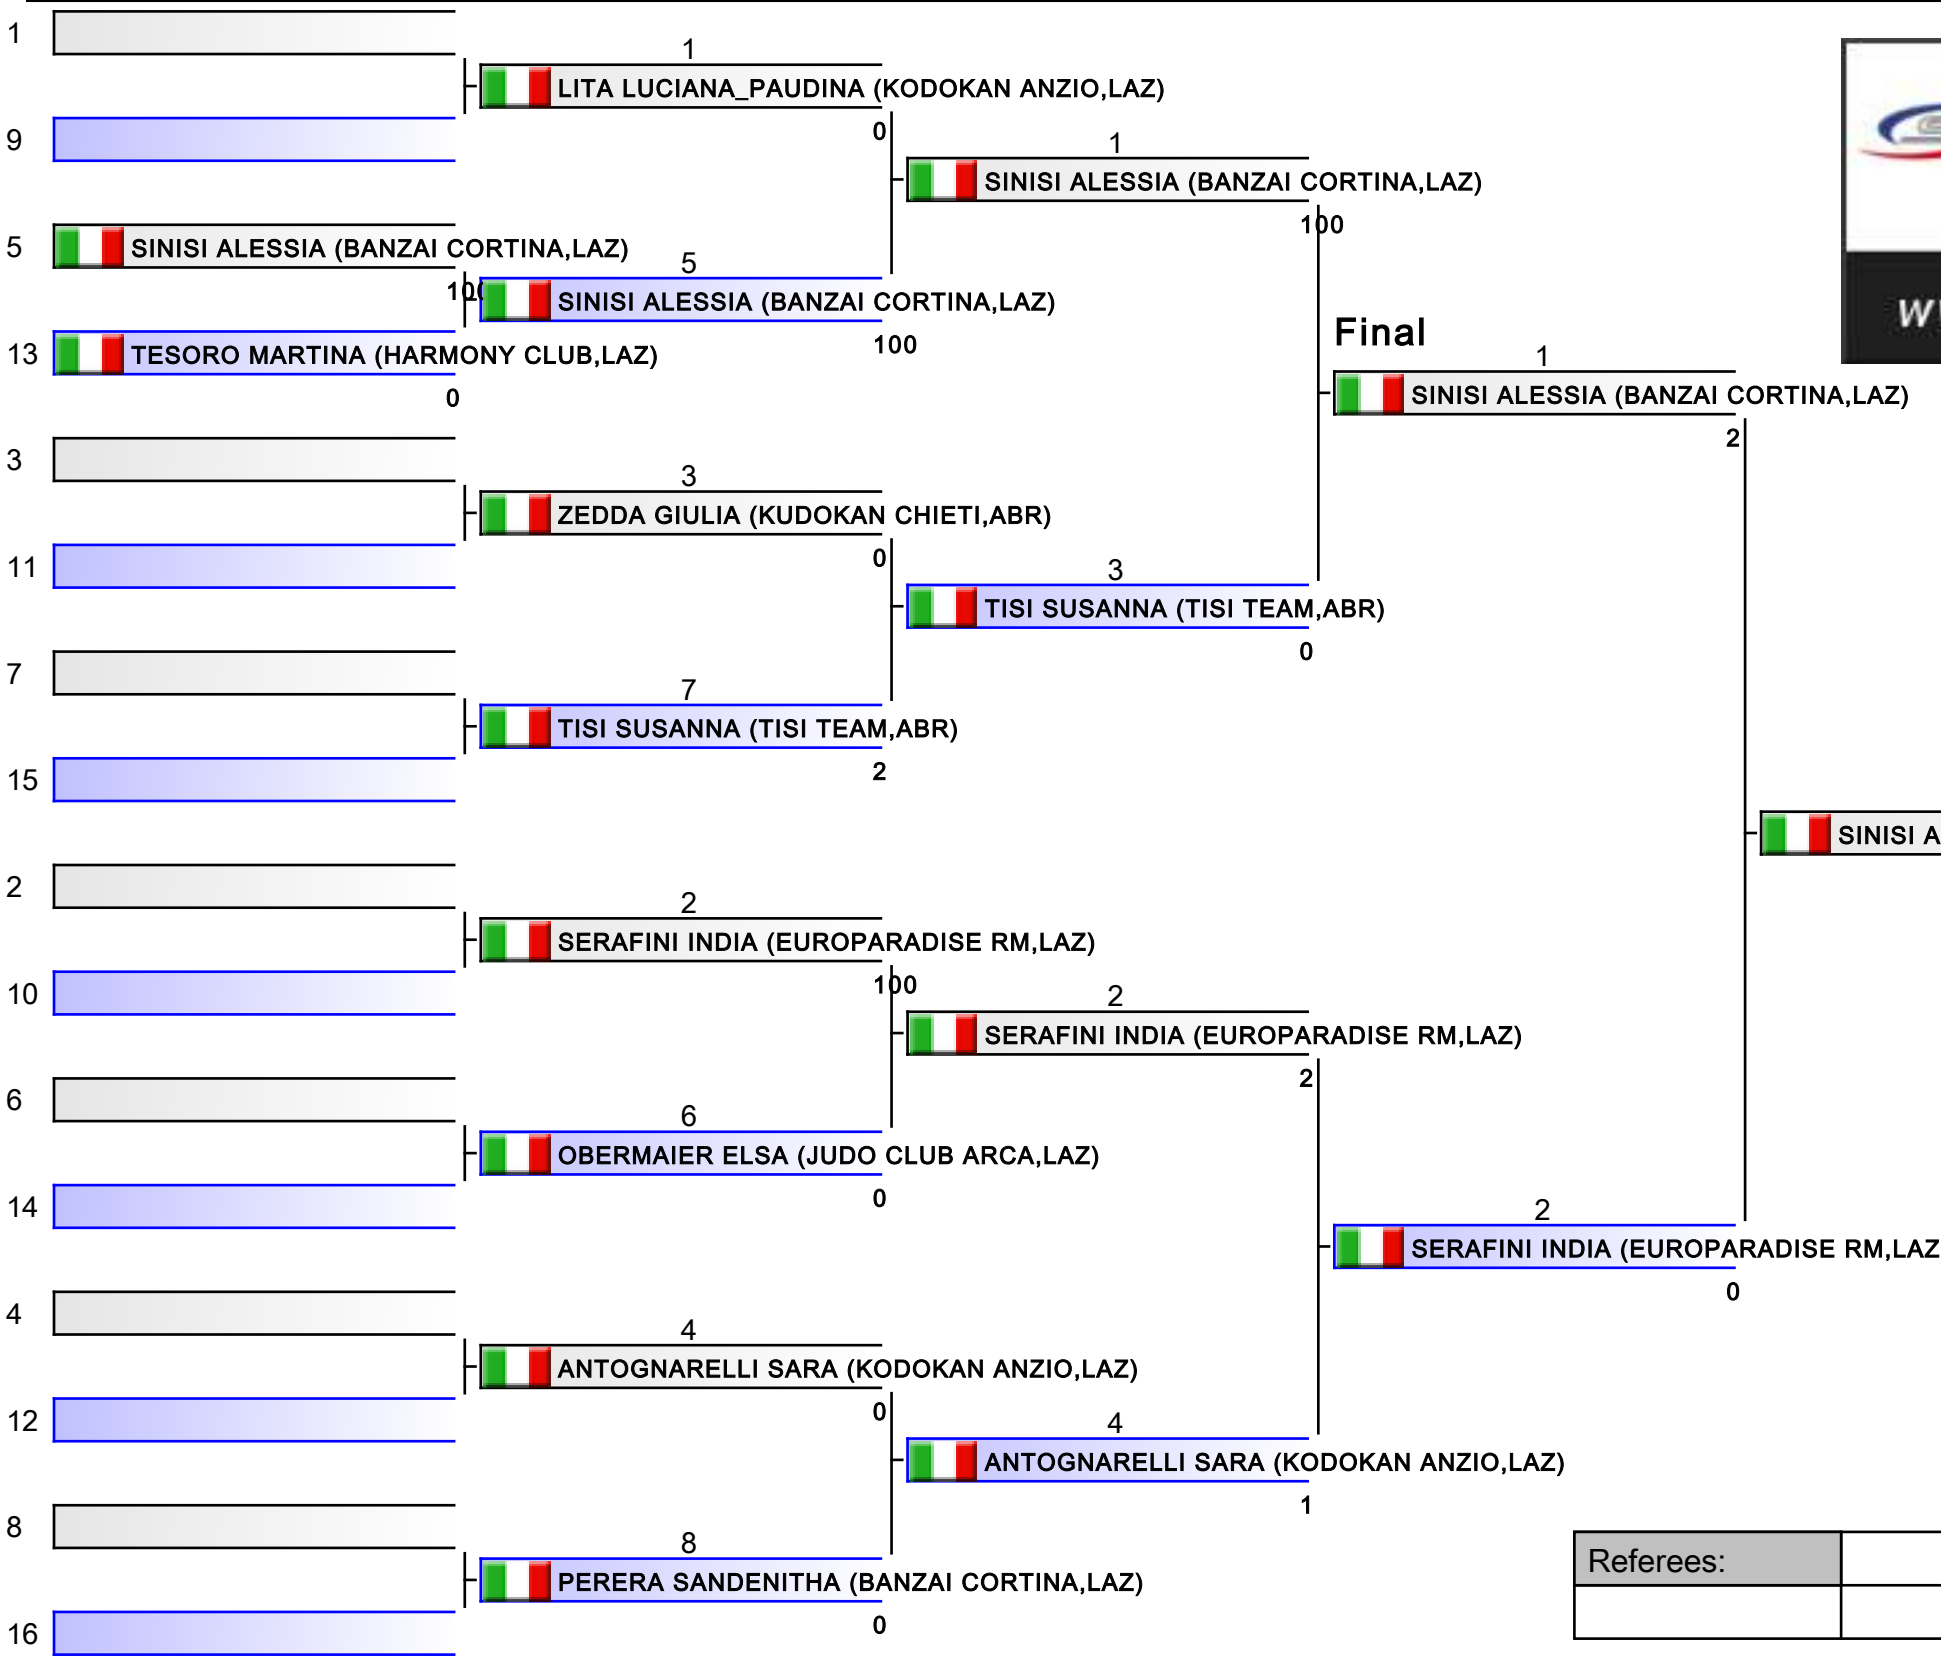 1
1
LITA LUCIANA_PAUDINA (KODOKAN ANZIO,LAZ)
0
9
1
SINISI ALESSIA (BANZAI CORTINA,LAZ)
100
5
SINISI ALESSIA (BANZAI CORTINA,LAZ)
100
5
SINISI ALESSIA (BANZAI CORTINA,LAZ)
100
13
TESORO MARTINA (HARMONY CLUB,LAZ)
0
Final
1
SINISI ALESSIA (BANZAI CORTINA,LAZ)
2
3
3
ZEDDA GIULIA (KUDOKAN CHIETI,ABR)
0
11
3
TISI SUSANNA (TISI TEAM,ABR)
0
7
7
TISI SUSANNA (TISI TEAM,ABR)
2
15
SINISI A
2
2
SERAFINI INDIA (EUROPARADISE RM,LAZ)
100
10
2
SERAFINI INDIA (EUROPARADISE RM,LAZ)
2
6
6
OBERMAIER ELSA (JUDO CLUB ARCA,LAZ)
0
14
2
SERAFINI INDIA (EUROPARADISE RM,LAZ
0
4
4
ANTOGNARELLI SARA (KODOKAN ANZIO,LAZ)
0
12
4
ANTOGNARELLI SARA (KODOKAN ANZIO,LAZ)
1
8
8
PERERA SANDENITHA (BANZAI CORTINA,LAZ)
0
16
Referees: